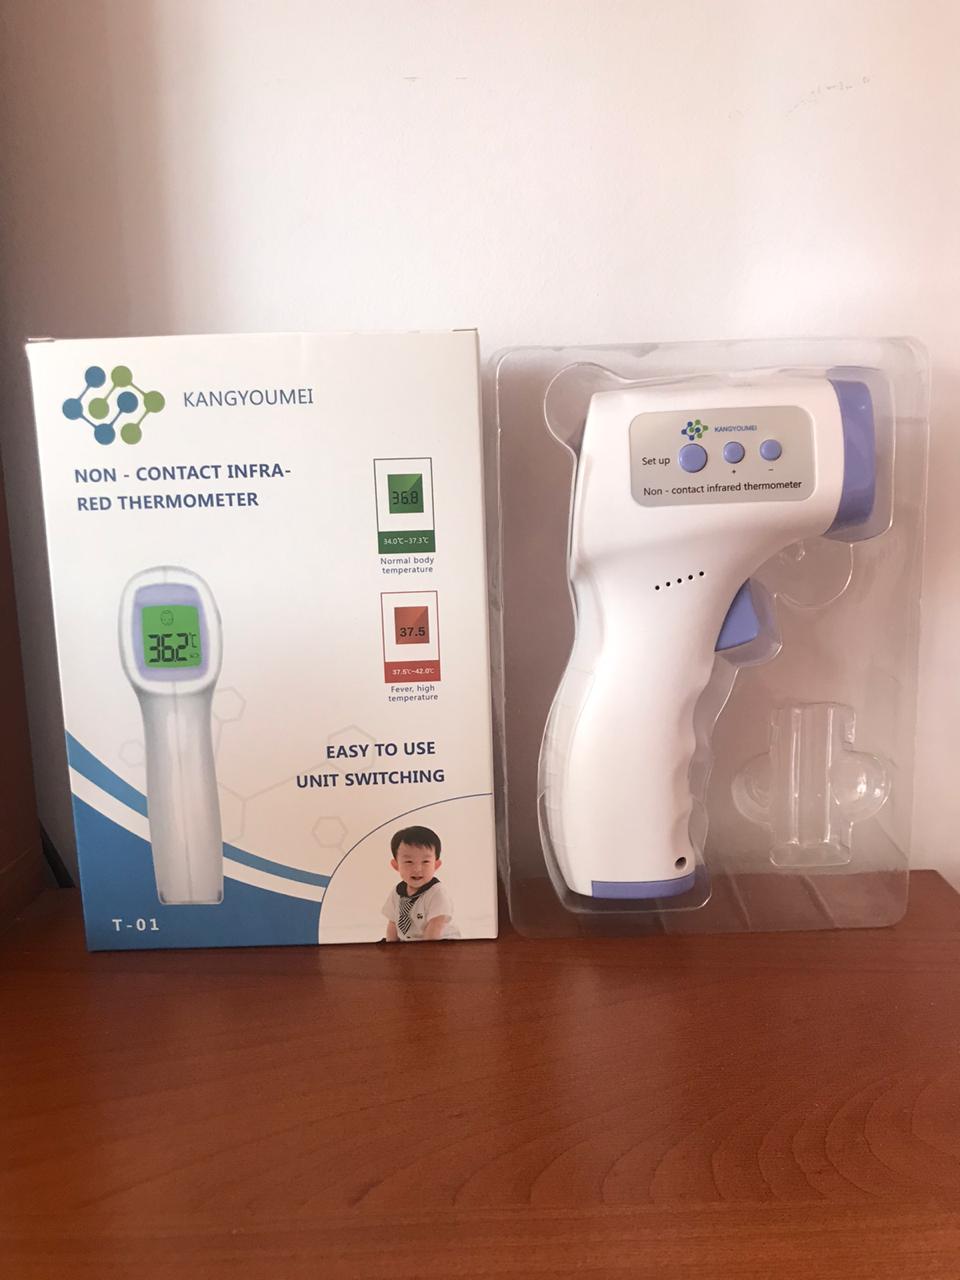 KANGYOUMEI
NON - CONTACT INFRA-
RED THERMOMETER
36.8
34.0℃~37.3℃
Normal body
temperature
37.5
37.5℃~42.0℃
Fever, high
temperature
36.2℃
EASY TO USE
UNIT SWITCHING
T-01
KANGYOUMEI
Set up
+ −
Non - contact infrared thermometer